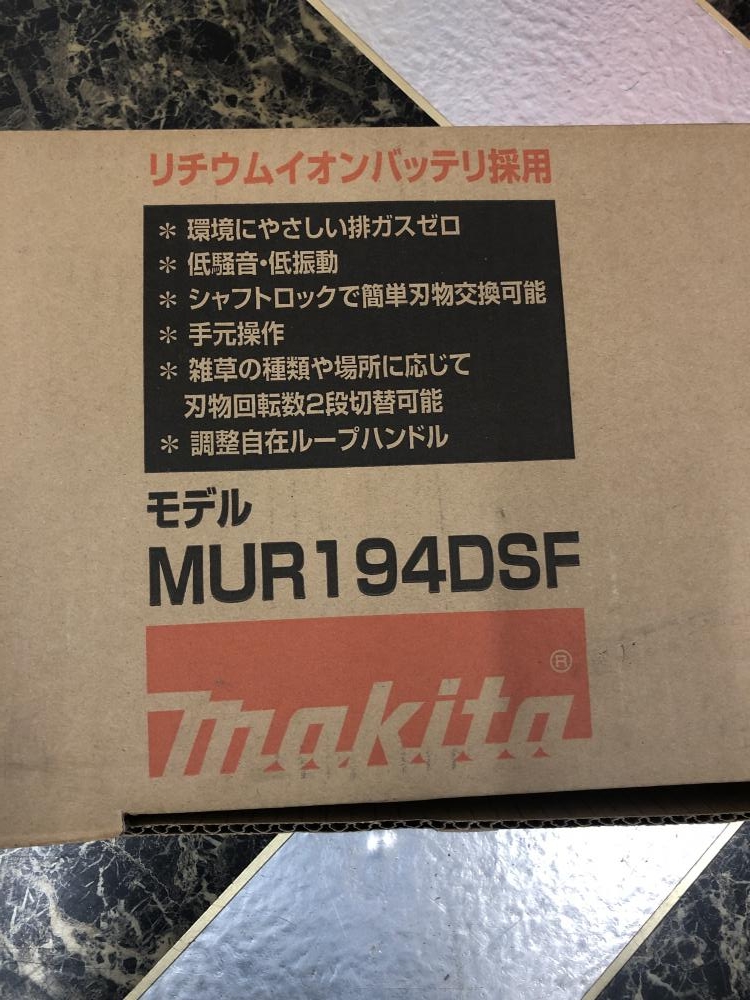 リチウムイオンバッテリ採用
＊ 環境にやさしい排ガスゼロ
＊ 低騒音・低振動
＊ シャフトロックで簡単刃物交換可能
＊ 手元操作
＊ 雑草の種類や場所に応じて
刃物回転数2段切替可能
＊ 調整自在ループハンドル
モデル
MUR194DSF
®
makita